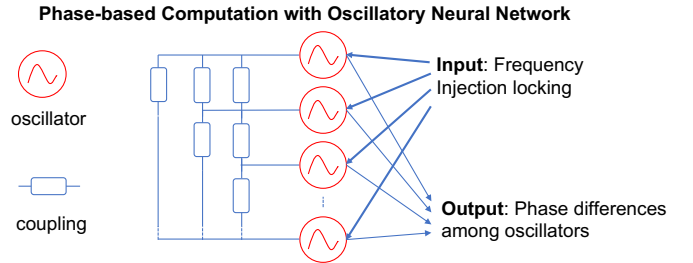 Phase-based Computation with Oscillatory Neural Network
oscillator
coupling
Input: Frequency
Injection locking
Output: Phase differences
among oscillators